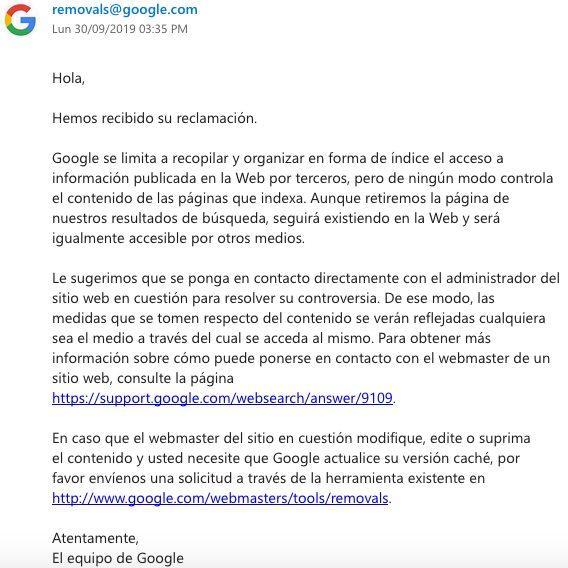 removals@google.com
Lun 30/09/2019 03:35 PM
Hola,
Hemos recibido su reclamación.
Google se limita a recopilar y organizar en forma de índice el acceso a
información publicada en la Web por terceros, pero de ningún modo controla
el contenido de las páginas que indexa. Aunque retiremos la página de
nuestros resultados de búsqueda, seguirá existiendo en la Web y será
igualmente accesible por otros medios.
Le sugerimos que se ponga en contacto directamente con el administrador del
sitio web en cuestión para resolver su controversia. De ese modo, las
medidas que se tomen respecto del contenido se verán reflejadas cualquiera
sea el medio a través del cual se acceda al mismo. Para obtener más
información sobre cómo puede ponerse en contacto con el webmaster de un
sitio web, consulte la página
https://support.google.com/websearch/answer/9109.
En caso que el webmaster del sitio en cuestión modifique, edite o suprima
el contenido y usted necesite que Google actualice su versión caché, por
favor envíenos una solicitud a través de la herramienta existente en
http://www.google.com/webmasters/tools/removals.
Atentamente,
El equipo de Google